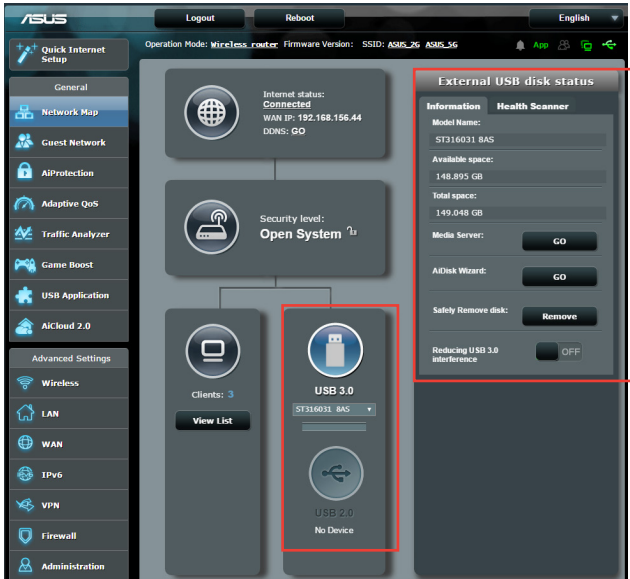 ASUS
Logout
Reboot
English
Quick Internet
Setup
Operation Mode: Wireless router Firmware Version: SSID: ASUS_2G ASUS_5G
App
General
Network Map
Guest Network
AiProtection
Adaptive QoS
Traffic Analyzer
Game Boost
USB Application
AiCloud 2.0
Advanced Settings
Wireless
LAN
WAN
IPv6
VPN
Firewall
Administration
Internet status:
Connected
WAN IP: 192.168.156.44
DDNS: GO
Security level:
Open System
Clients: 3
View List
USB 3.0
ST316031 8AS
USB 2.0
No Device
External USB disk status
Information Health Scanner
Model Name:
ST316031 8AS
Available space:
148.895 GB
Total space:
149.048 GB
Media Server:
GO
AiDisk Wizard:
GO
Safely Remove disk:
Remove
Reducing USB 3.0
interference
OFF